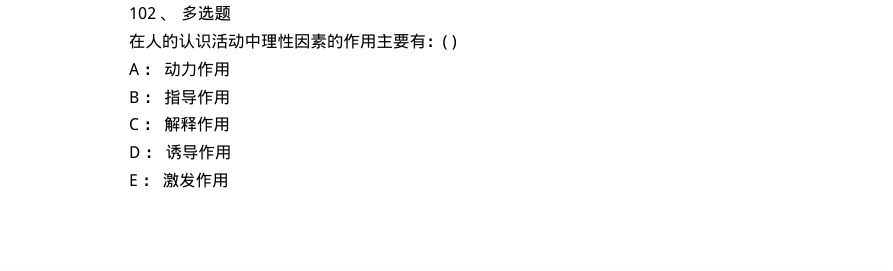 102 、 多选题
在人的认识活动中理性因素的作用主要有：( )
A ： 动力作用
B ： 指导作用
C ： 解释作用
D ： 诱导作用
E ： 激发作用